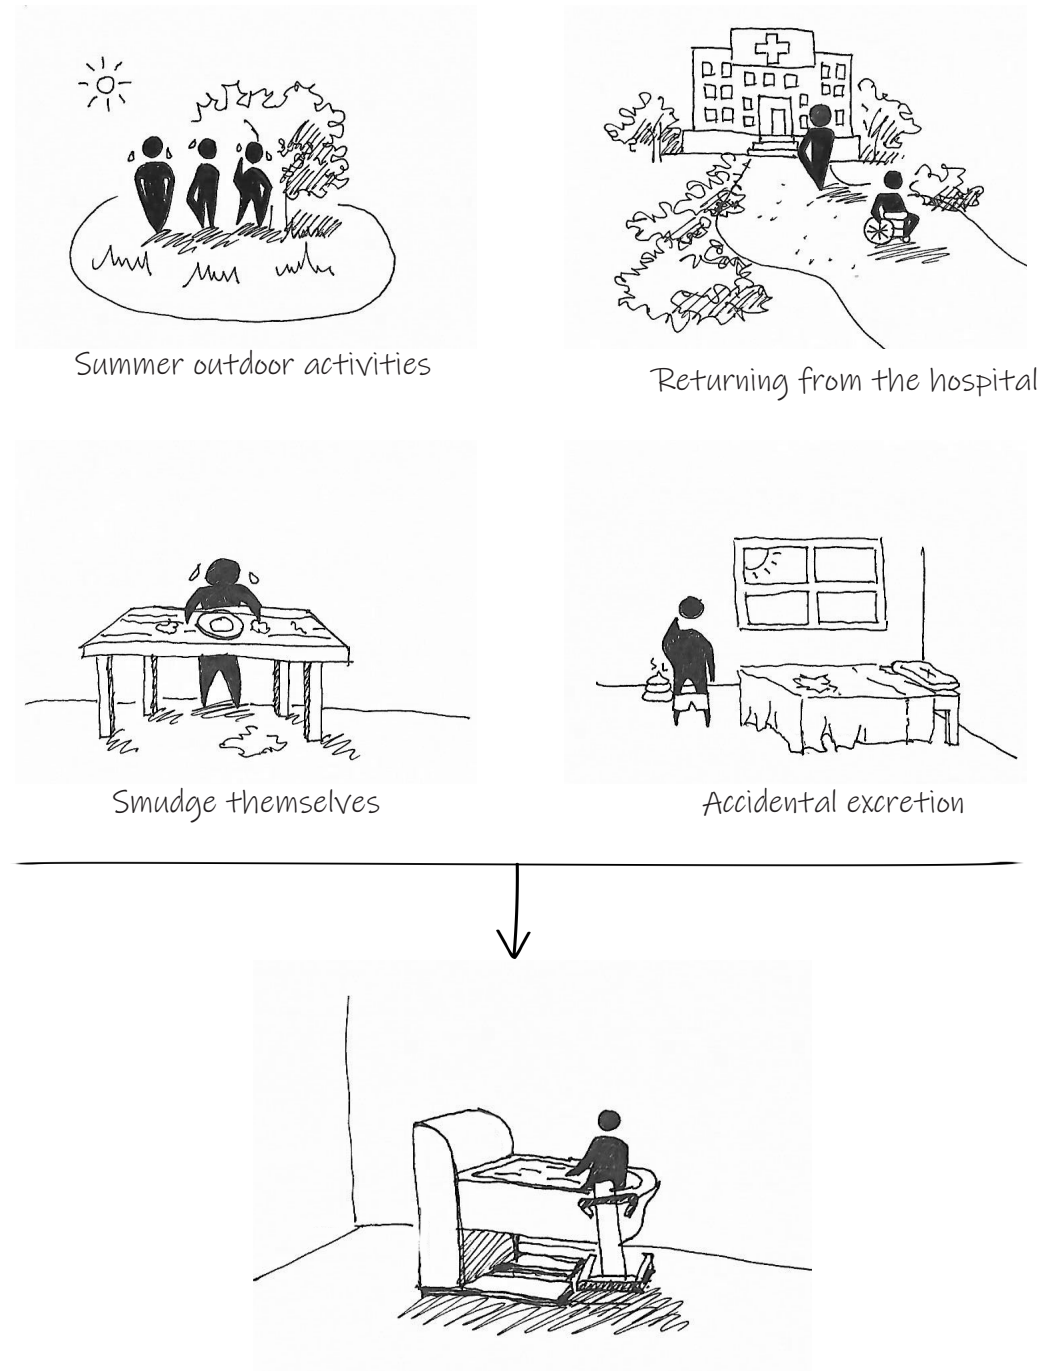 Summer outdoor activities
Returning from the hospital
Smudge themselves
Accidental excretion